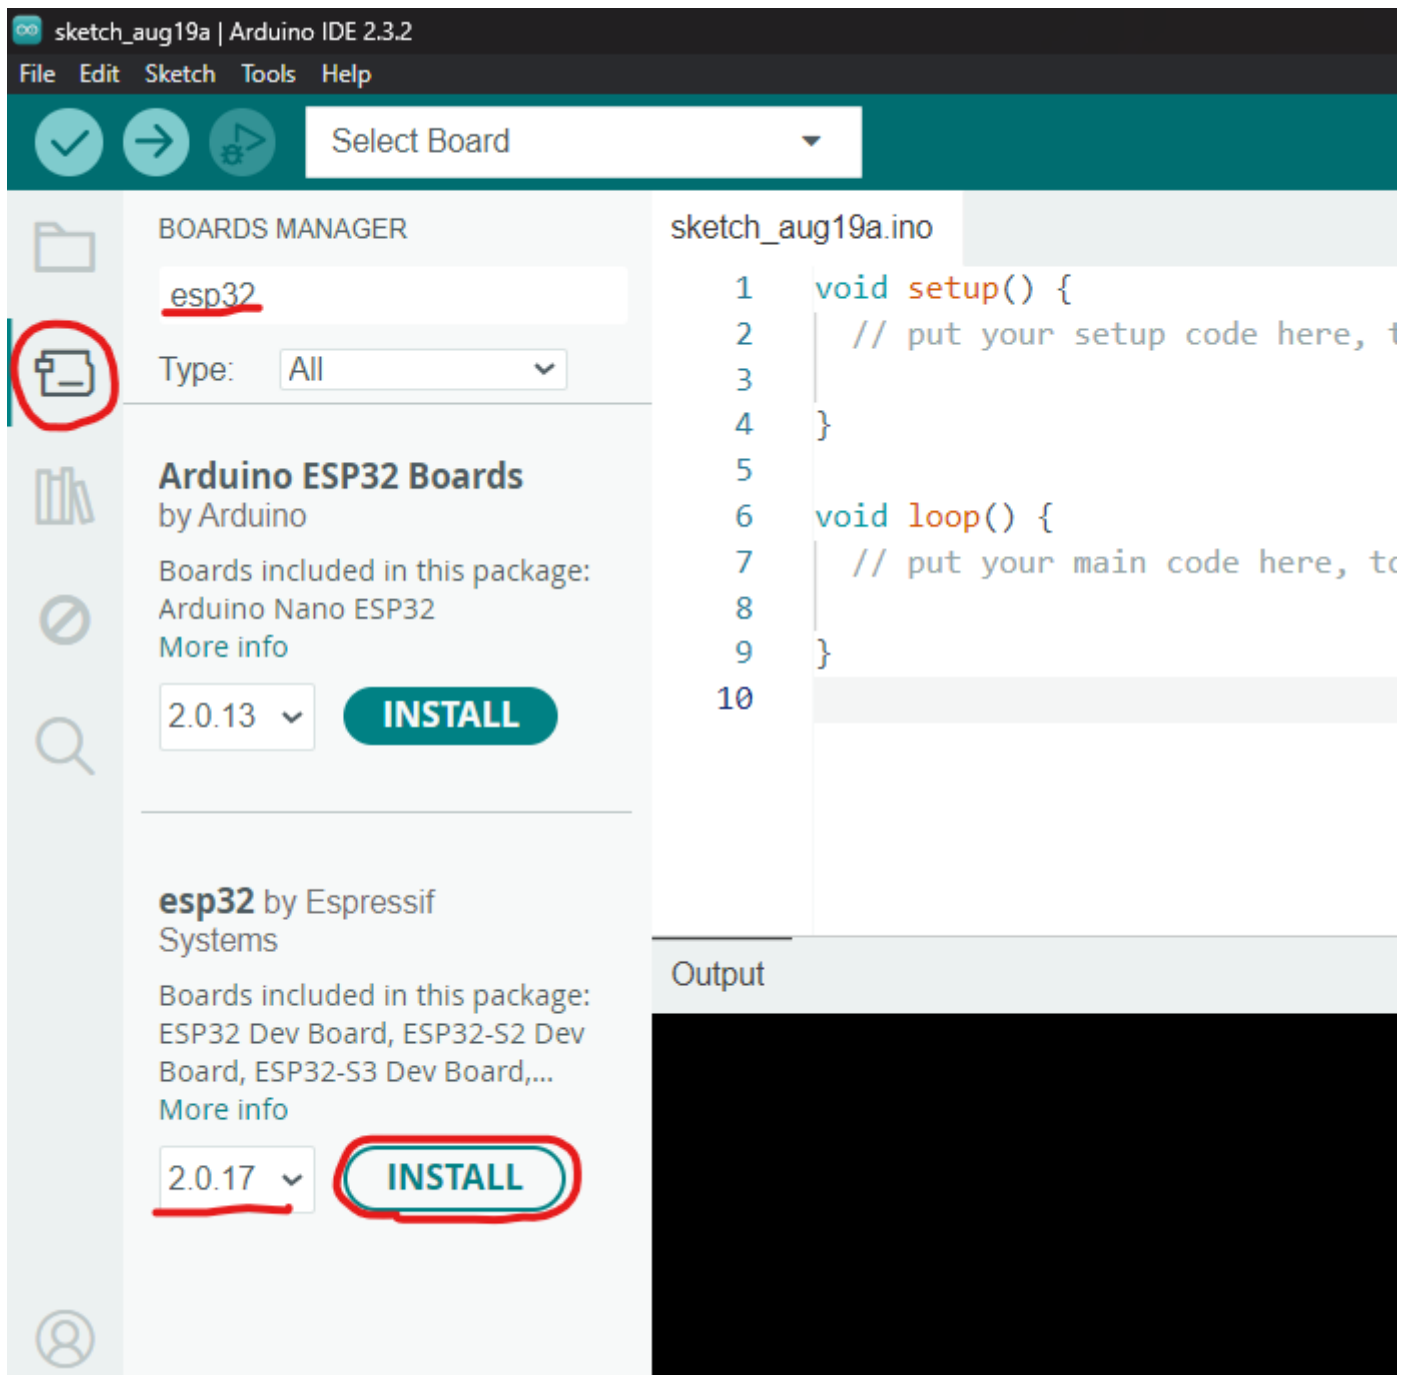 sketch_aug19a | Arduino IDE 2.3.2
File Edit Sketch Tools Help
Select Board
BOARDS MANAGER
esp32
Type: All
Arduino ESP32 Boards
by Arduino
Boards included in this package:
Arduino Nano ESP32
More info
2.0.13 INSTALL
esp32 by Espressif
Systems
Boards included in this package:
ESP32 Dev Board, ESP32-S2 Dev
Board, ESP32-S3 Dev Board,...
More info
2.0.17 INSTALL
sketch_aug19a.ino
1 void setup() {
2 // put your setup code here, t
3
4 }
5
6 void loop() {
7 // put your main code here, to
8
9 }
10
Output